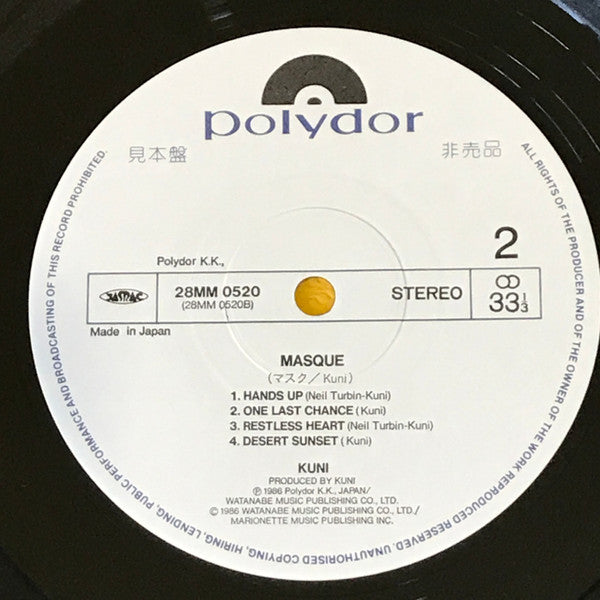 polydor
見本盤 非売品
2
Polydor K.K.,
JASRAC
28MM 0520
(28MM 0520B)
STEREO
33 1/3
Made in Japan
MASQUE
(マスク/Kuni)
1. HANDS UP (Neil Turbin-Kuni)
2. ONE LAST CHANCE (Kuni)
3. RESTLESS HEART (Neil Turbin-Kuni)
4. DESERT SUNSET (Kuni)
KUNI
PRODUCED BY KUNI
℗ 1986 Polydor K.K., JAPAN/
WATANABE MUSIC PUBLISHING CO., LTD.
© 1986 WATANABE MUSIC PUBLISHING CO., LTD./
MARIONETTE MUSIC PUBLISHING INC.
ALL RIGHTS OF THE PRODUCER AND OF THE OWNER OF THE WORK REPRODUCED RESERVED. UNAUTHORISED COPYING, HIRING, LENDING, PUBLIC PERFORMANCE AND BROADCASTING OF THIS RECORD PROHIBITED.